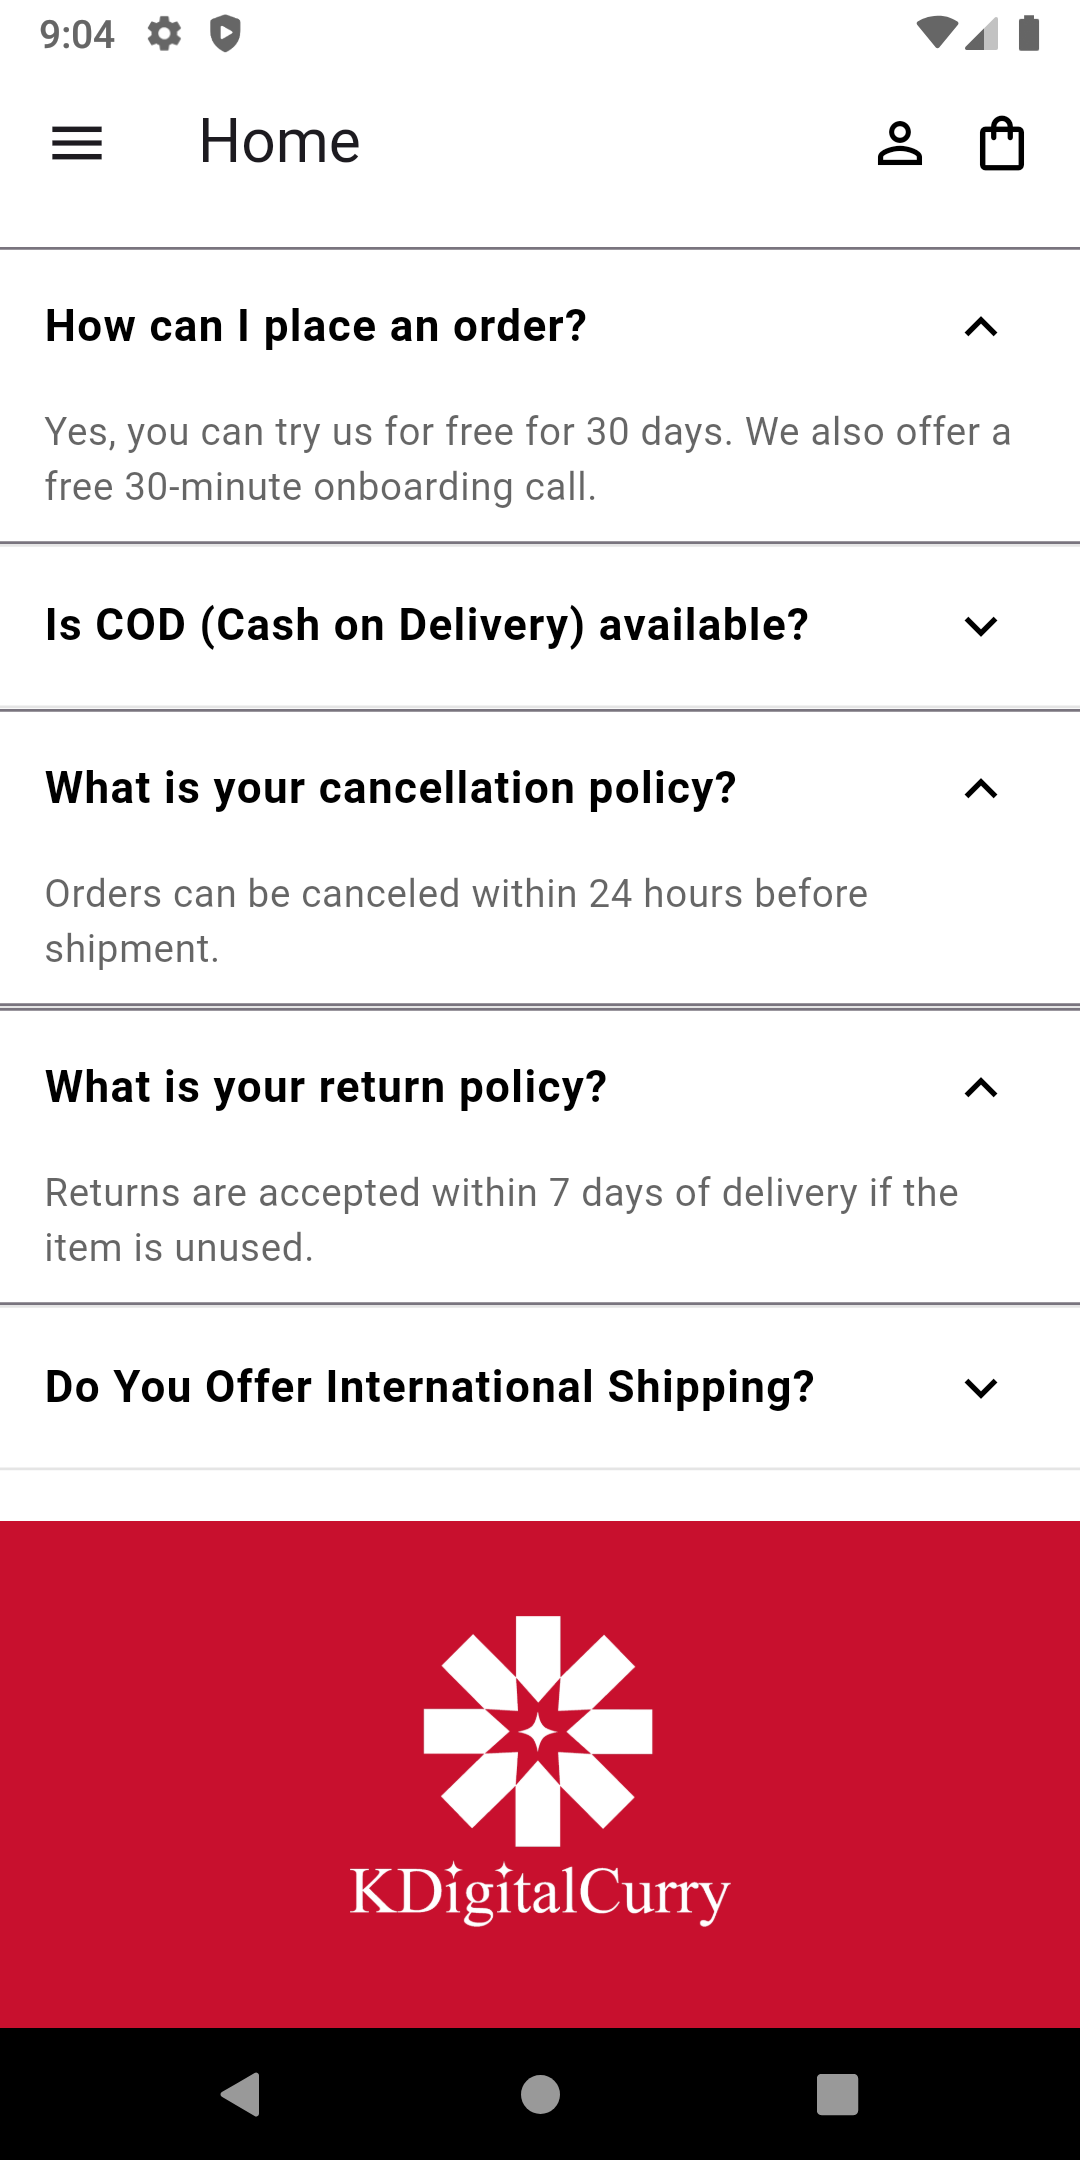 9:04
Home
How can I place an order?
Yes, you can try us for free for 30 days. We also offer a
free 30-minute onboarding call.
Is COD (Cash on Delivery) available?
What is your cancellation policy?
Orders can be canceled within 24 hours before
shipment.
What is your return policy?
Returns are accepted within 7 days of delivery if the
item is unused.
Do You Offer International Shipping?
KDigitalCurry